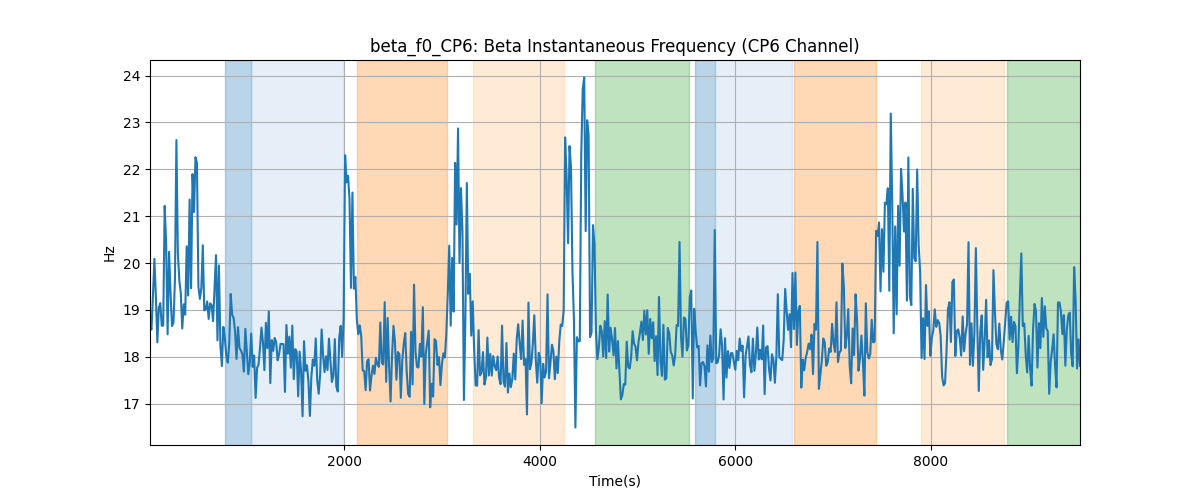 beta_f0_CP6: Beta Instantaneous Frequency (CP6 Channel)
24
23
22
21
20
19
18
17
Hz
2000 4000 6000 8000
Time(s)